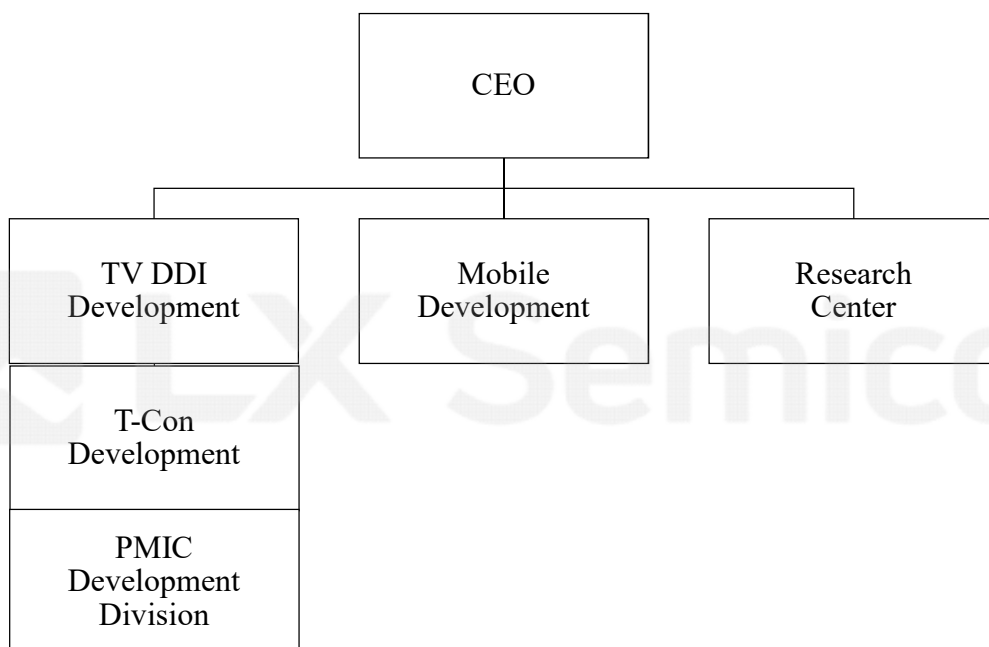 CEO
TV DDI
Development
Mobile
Development
Research
Center
LX Semico
T-Con
Development
PMIC
Development
Division